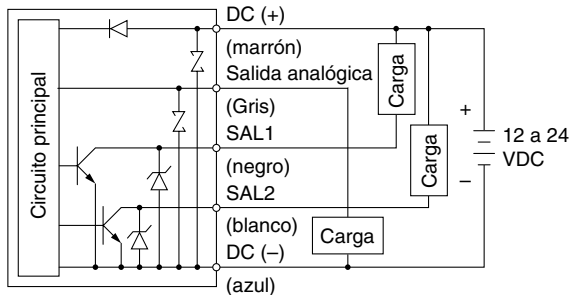 DC (+)
(marrón)
Salida analógica
(Gris)
SAL1
(negro)
SAL2
(blanco)
DC (–)
(azul)
Circuito principal
Carga
Carga
Carga
+
12 a 24
VDC
–